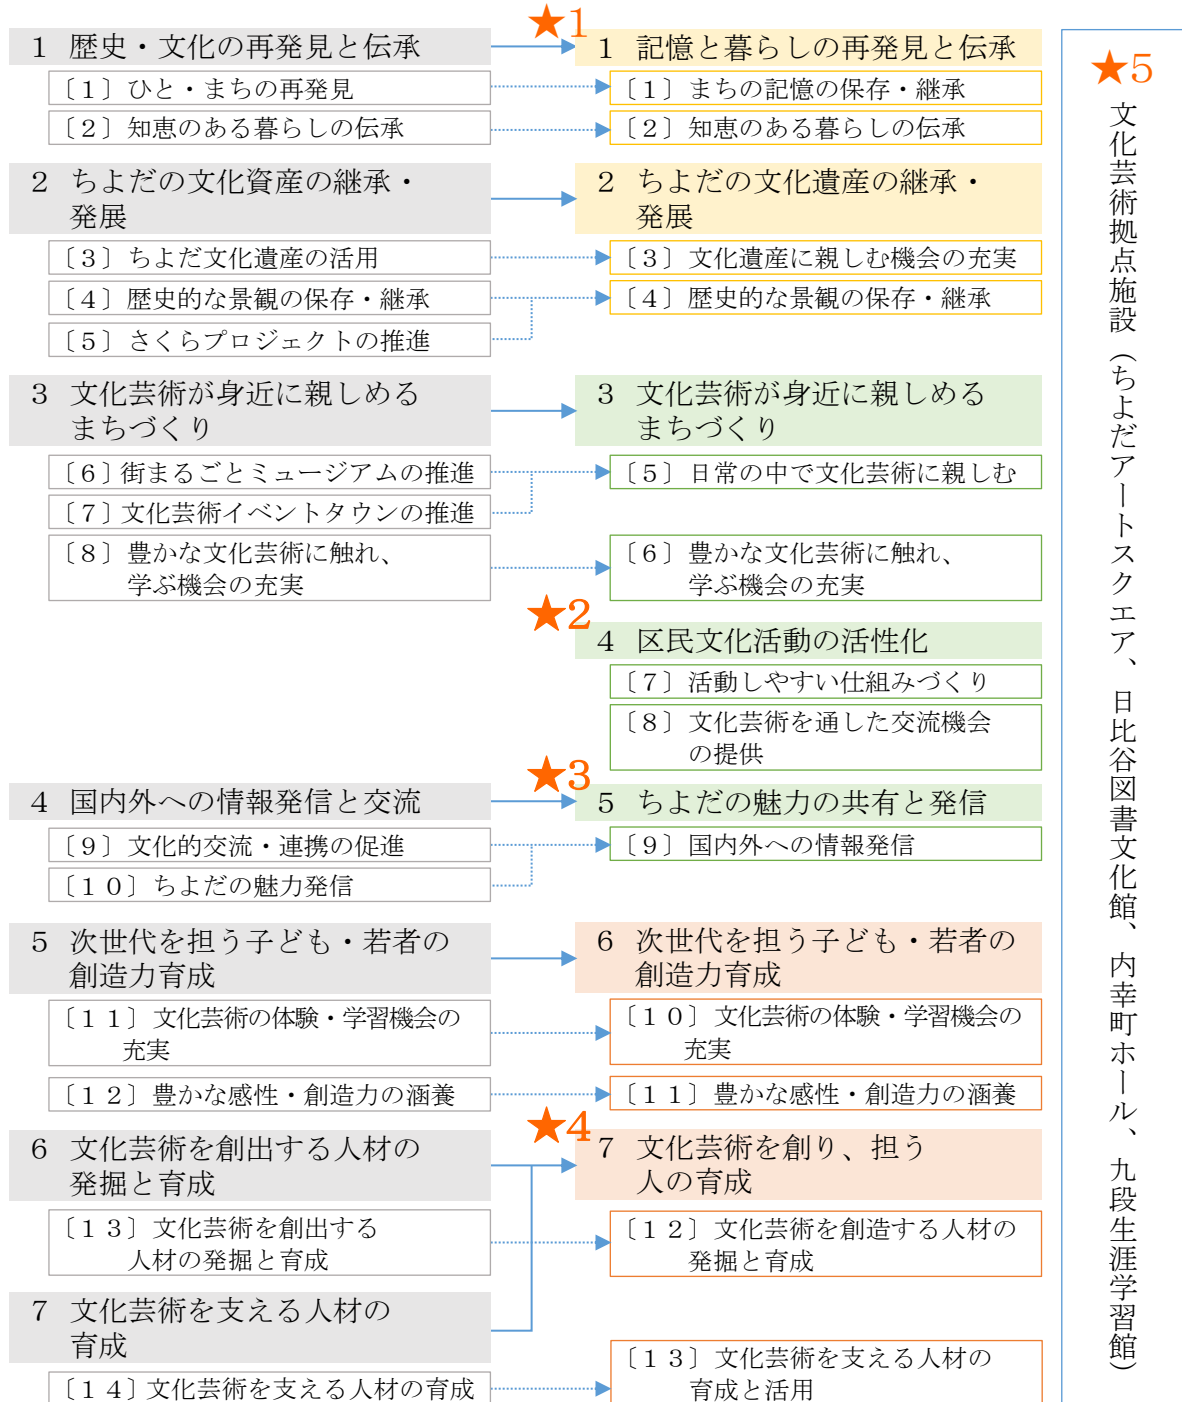 ★1
１ 歴史・文化の再発見と伝承
１ 記憶と暮らしの再発見と伝承
〔１〕ひと・まちの再発見
〔１〕まちの記憶の保存・継承
〔２〕知恵のある暮らしの伝承
〔２〕知恵のある暮らしの伝承
２ ちよだの文化資産の継承・
発展
２ ちよだの文化遺産の継承・
発展
〔３〕ちよだ文化遺産の活用
〔３〕文化遺産に親しむ機会の充実
〔４〕歴史的な景観の保存・継承
〔４〕歴史的な景観の保存・継承
〔５〕さくらプロジェクトの推進
３ 文化芸術が身近に親しめる
まちづくり
３ 文化芸術が身近に親しめる
まちづくり
〔６〕街まるごとミュージアムの推進
〔５〕日常の中で文化芸術に親しむ
〔７〕文化芸術イベントタウンの推進
〔８〕豊かな文化芸術に触れ、
学ぶ機会の充実
〔６〕豊かな文化芸術に触れ、
学ぶ機会の充実
★2
４ 区民文化活動の活性化
〔７〕活動しやすい仕組みづくり
〔８〕文化芸術を通した交流機会
の提供
★3
４ 国内外への情報発信と交流
５ ちよだの魅力の共有と発信
〔９〕文化的交流・連携の促進
〔９〕国内外への情報発信
〔１０〕ちよだの魅力発信
５ 次世代を担う子ども・若者の
創造力育成
６ 次世代を担う子ども・若者の
創造力育成
〔１１〕文化芸術の体験・学習機会の
充実
〔１０〕文化芸術の体験・学習機会の
充実
〔１２〕豊かな感性・創造力の涵養
〔１１〕豊かな感性・創造力の涵養
★4
６ 文化芸術を創出する人材の
発掘と育成
７ 文化芸術を創り、担う
人の育成
〔１３〕文化芸術を創出する
人材の発掘と育成
〔１２〕文化芸術を創造する人材の
発掘と育成
７ 文化芸術を支える人材の
育成
〔１４〕文化芸術を支える人材の育成
〔１３〕文化芸術を支える人材の
育成と活用
★5
文化芸術拠点施設（ちよだアートスクエア、日比谷図書文化館、内幸町ホール、九段生涯学習館）